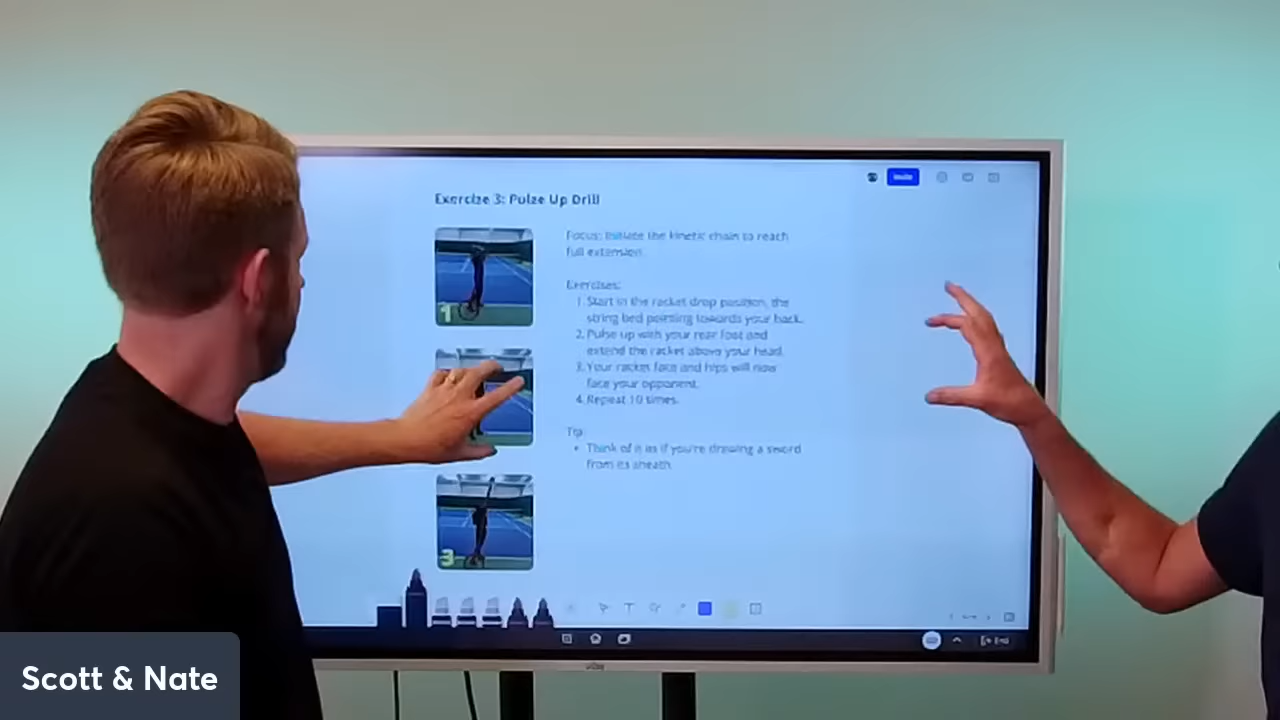 Invite
Exercise 3: Pulse Up Drill
Focus: Initiate the kinetic chain to reach
full extension.
Exercises:
1. Start in the racket drop position, the
string bed pointing towards your back.
2. Pulse up with your rear foot and
extend the racket above your head.
3. Your racket face and hips will now
face your opponent.
4. Repeat 10 times.
Tip:
• Think of it as if you're drawing a sword
from its sheath.
1
3
Scott & Nate